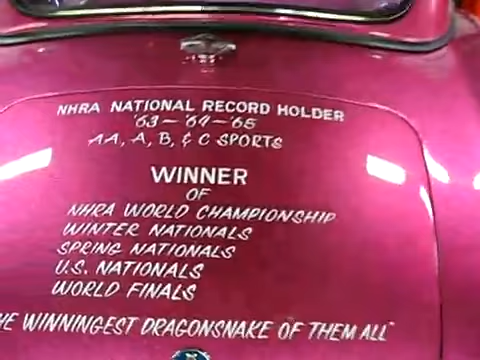 NHRA NATIONAL RECORD HOLDER
'63 - '64 - '65
AA, A, B, & C SPORTS
WINNER
OF
NHRA WORLD CHAMPIONSHIP
WINTER NATIONALS
SPRING NATIONALS
U.S. NATIONALS
WORLD FINALS
HE WINNINGEST DRAGONSNAKE OF THEM ALL"